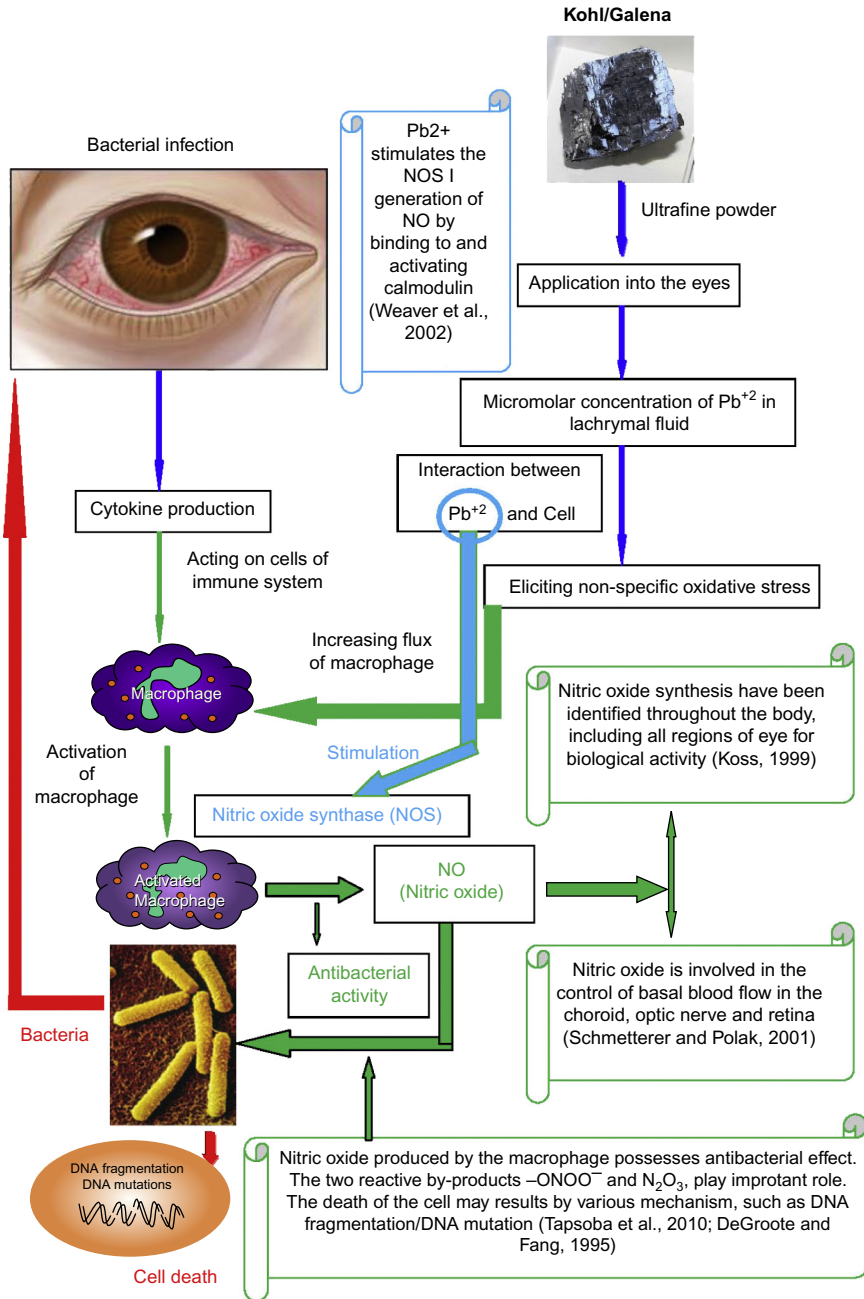 Kohl/Galena
Bacterial infection
Pb2+
stimulates the
NOS I
generation of
NO by
binding to and
activating
calmodulin
(Weaver et al.,
2002)
Ultrafine powder
Application into the eyes
Micromolar concentration of Pb+2 in
lachrymal fluid
Interaction between
Pb+2 and Cell
Cytokine production
Acting on cells of
immune system
Eliciting non-specific oxidative stress
Increasing flux
of macrophage
Macrophage
Nitric oxide synthesis have been
identified throughout the body,
including all regions of eye for
biological activity (Koss, 1999)
Activation
of
macrophage
Stimulation
Nitric oxide synthase (NOS)
Activated
Macrophage
NO
(Nitric oxide)
Antibacterial
activity
Nitric oxide is involved in the
control of basal blood flow in the
choroid, optic nerve and retina
(Schmetterer and Polak, 2001)
Bacteria
DNA fragmentation
DNA mutations
Cell death
Nitric oxide produced by the macrophage possesses antibacterial effect.
The two reactive by-products –ONOO⁻ and N₂O₃, play improtant role.
The death of the cell may results by various mechanism, such as DNA
fragmentation/DNA mutation (Tapsoba et al., 2010; DeGroote and
Fang, 1995)